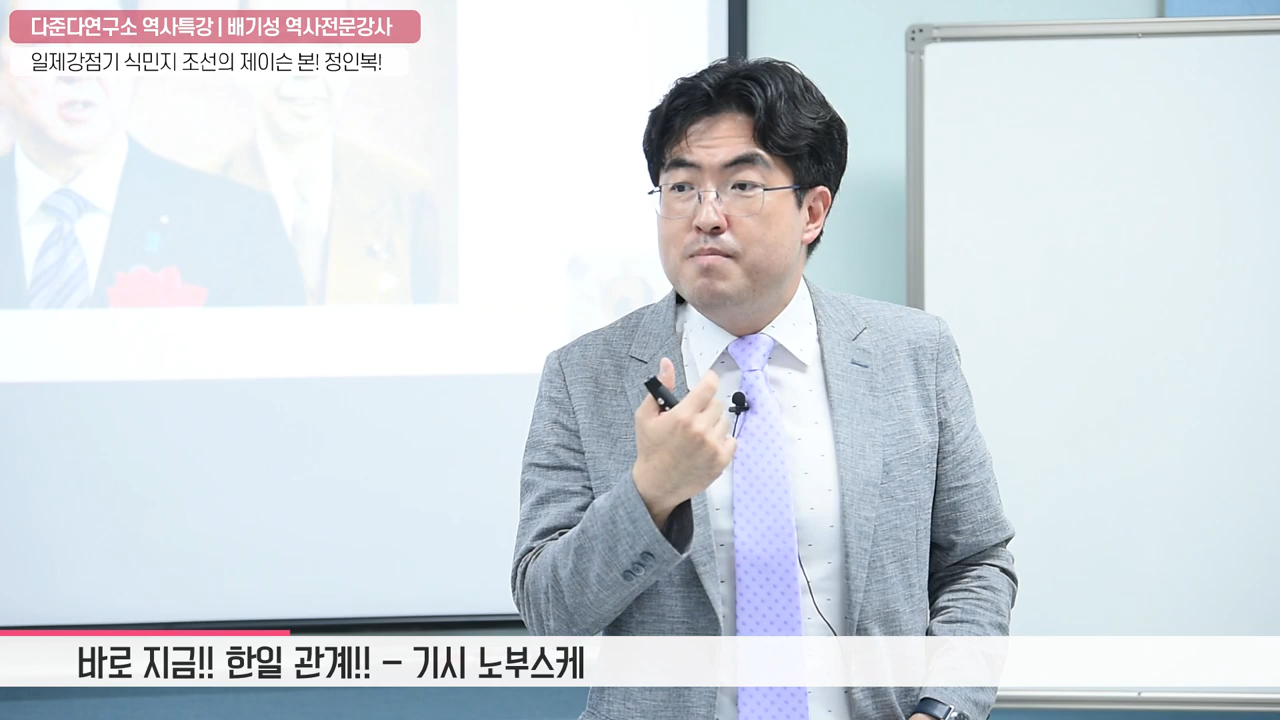 다준다연구소 역사특강 | 배기성 역사전문강사
일제강점기 식민지 조선의 제이슨 본! 정인복!
바로 지금!! 한일 관계!! - 기시 노부스케